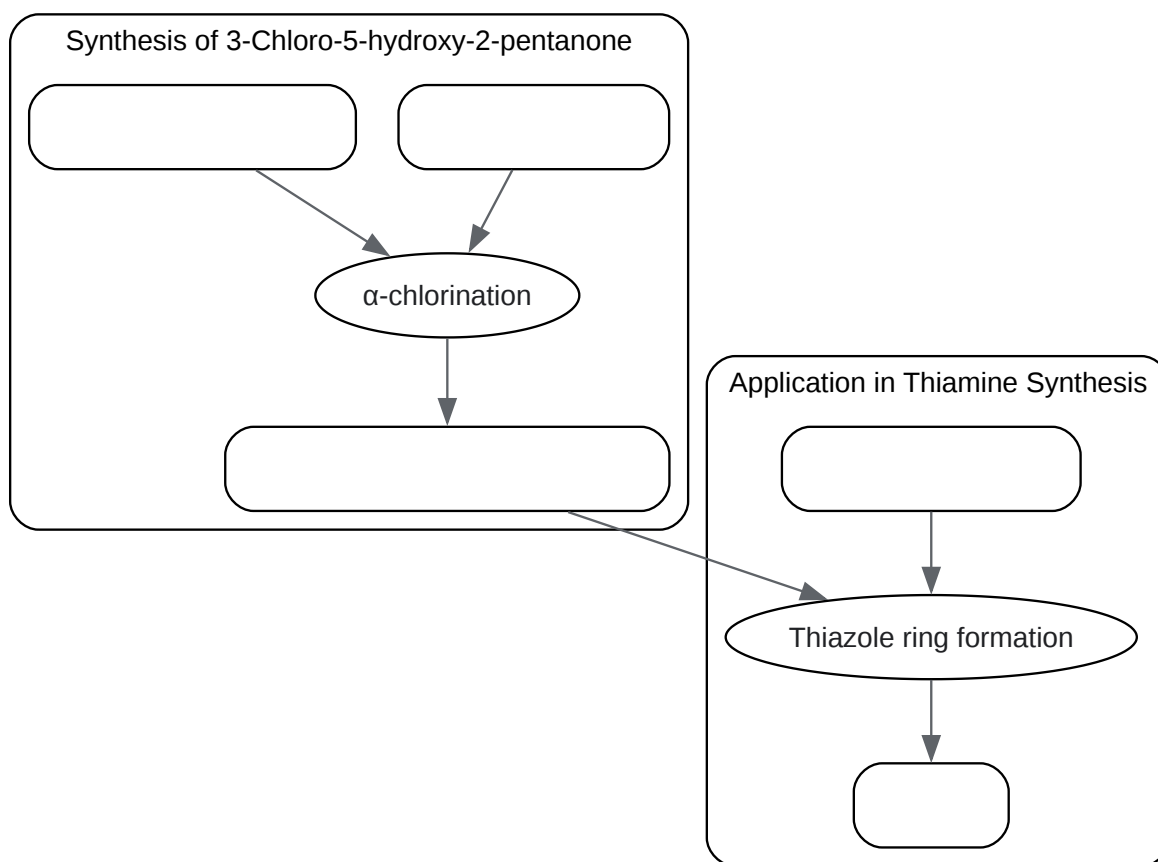 Synthesis of 3-Chloro-5-hydroxy-2-pentanone
α-chlorination
Application in Thiamine Synthesis
Thiazole ring formation